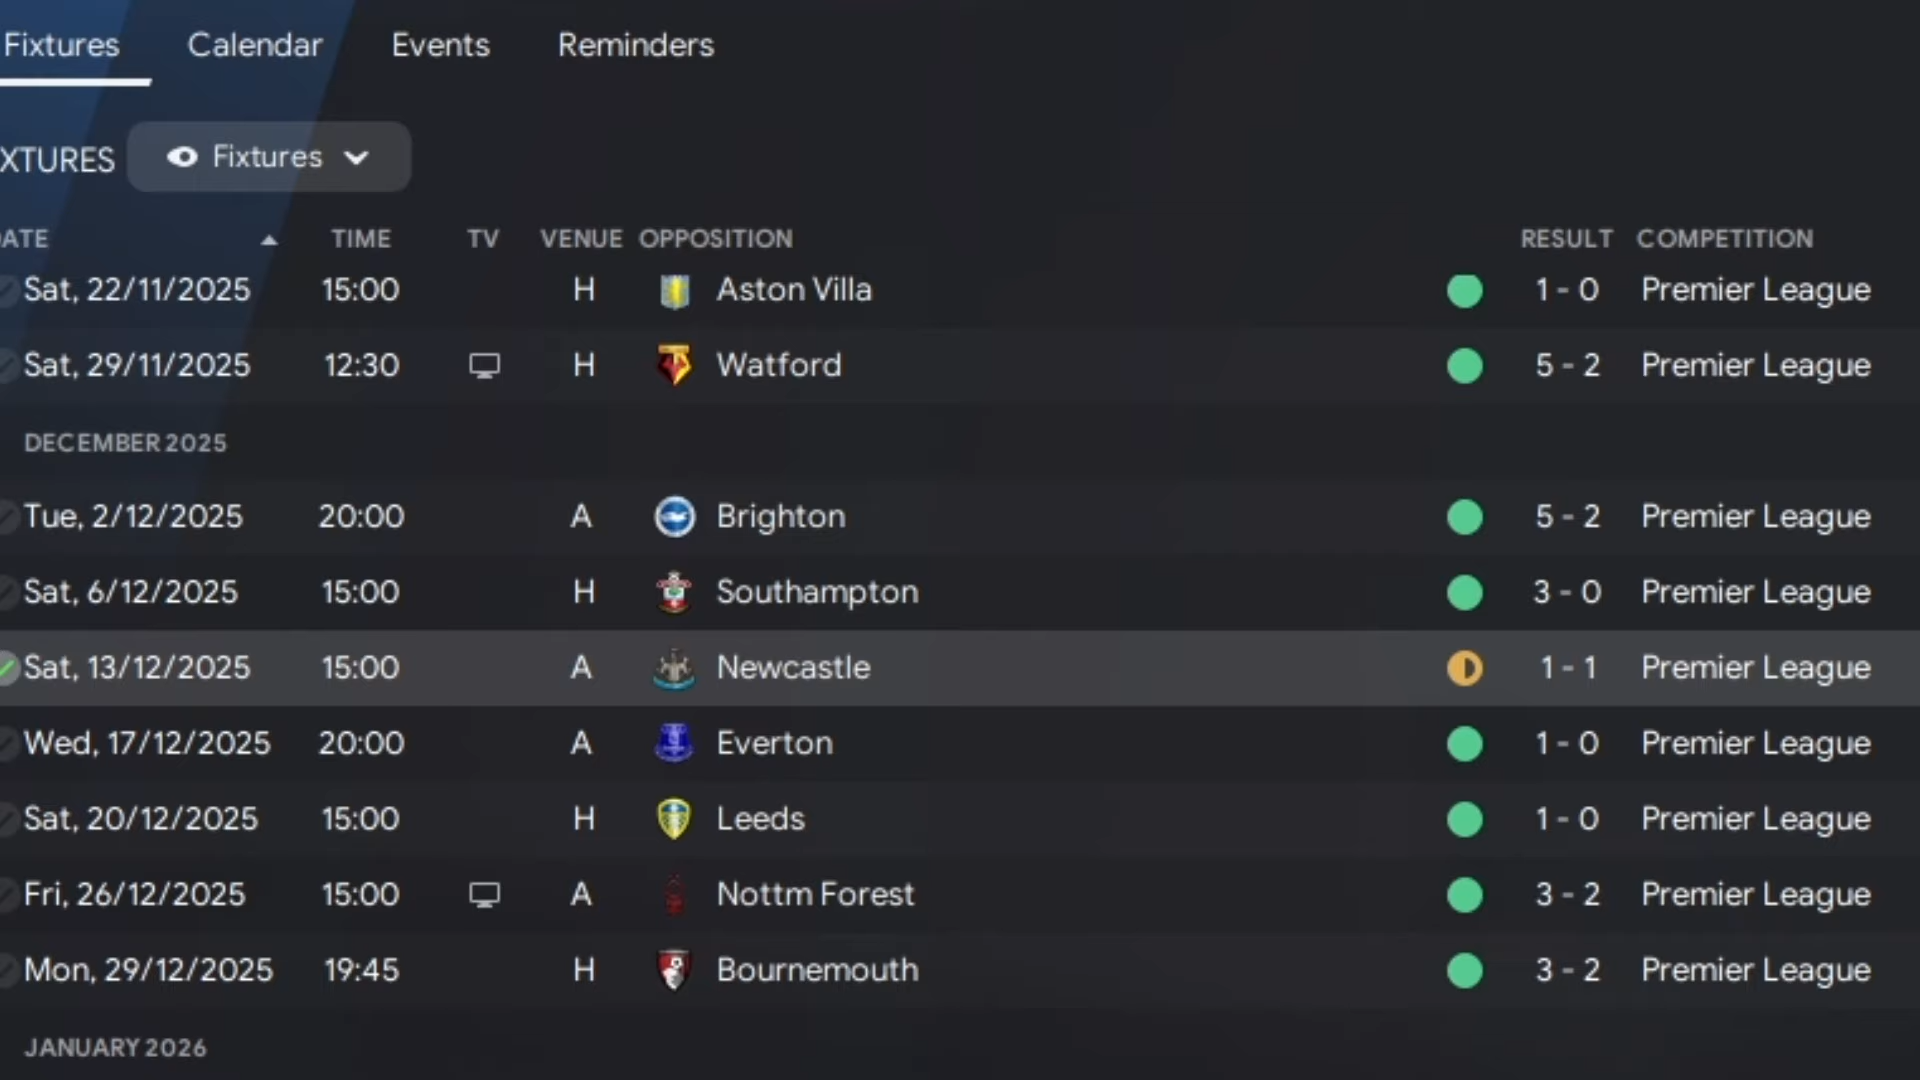 Fixtures Calendar Events Reminders
XTURES Fixtures
DATE TIME TV VENUE OPPOSITION RESULT COMPETITION
Sat, 22/11/2025 15:00 H Aston Villa 1 - 0 Premier League
Sat, 29/11/2025 12:30 H Watford 5 - 2 Premier League
DECEMBER 2025
Tue, 2/12/2025 20:00 A Brighton 5 - 2 Premier League
Sat, 6/12/2025 15:00 H Southampton 3 - 0 Premier League
Sat, 13/12/2025 15:00 A Newcastle 1 - 1 Premier League
Wed, 17/12/2025 20:00 A Everton 1 - 0 Premier League
Sat, 20/12/2025 15:00 H Leeds 1 - 0 Premier League
Fri, 26/12/2025 15:00 A Nottm Forest 3 - 2 Premier League
Mon, 29/12/2025 19:45 H Bournemouth 3 - 2 Premier League
JANUARY 2026